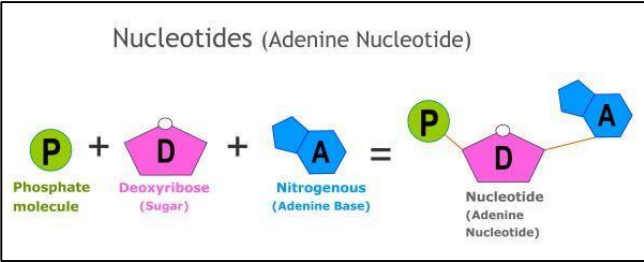 Nucleotides (Adenine Nucleotide)
P + D + A = P D A
Phosphate
molecule
Deoxyribose
(Sugar)
Nitrogenous
(Adenine Base)
Nucleotide
(Adenine
Nucleotide)